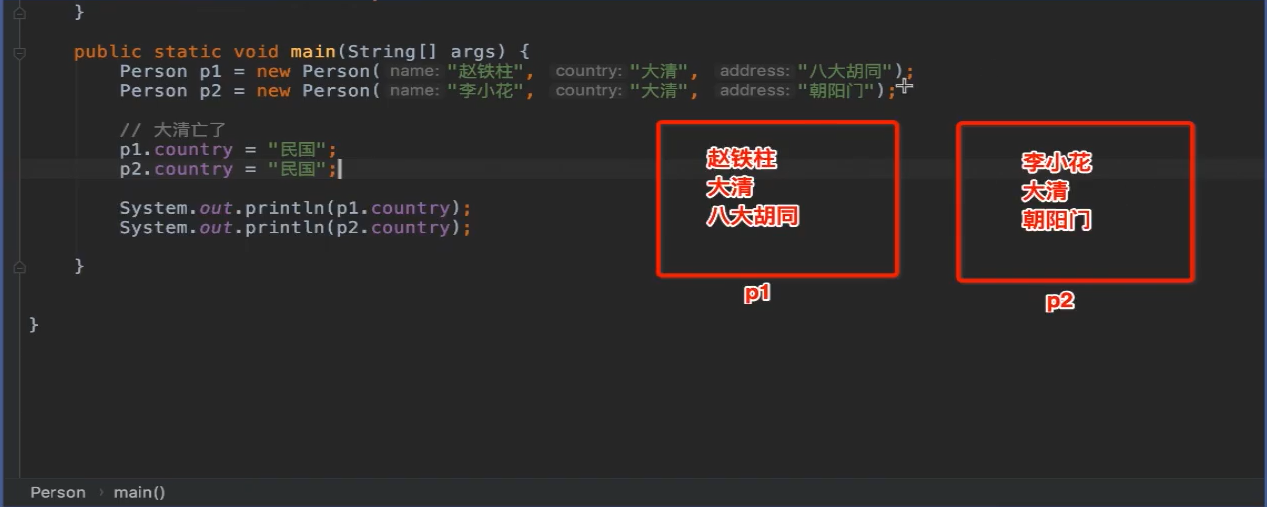 }
public static void main(String[] args) {
Person p1 = new Person( name: "赵铁柱", country: "大清", address: "八大胡同");
Person p2 = new Person( name: "李小花", country: "大清", address: "朝阳门");
// 大清亡了
p1.country = "民国";
p2.country = "民国";
System.out.println(p1.country);
System.out.println(p2.country);
}
}
赵铁柱
大清
八大胡同
p1
李小花
大清
朝阳门
p2
Person › main()